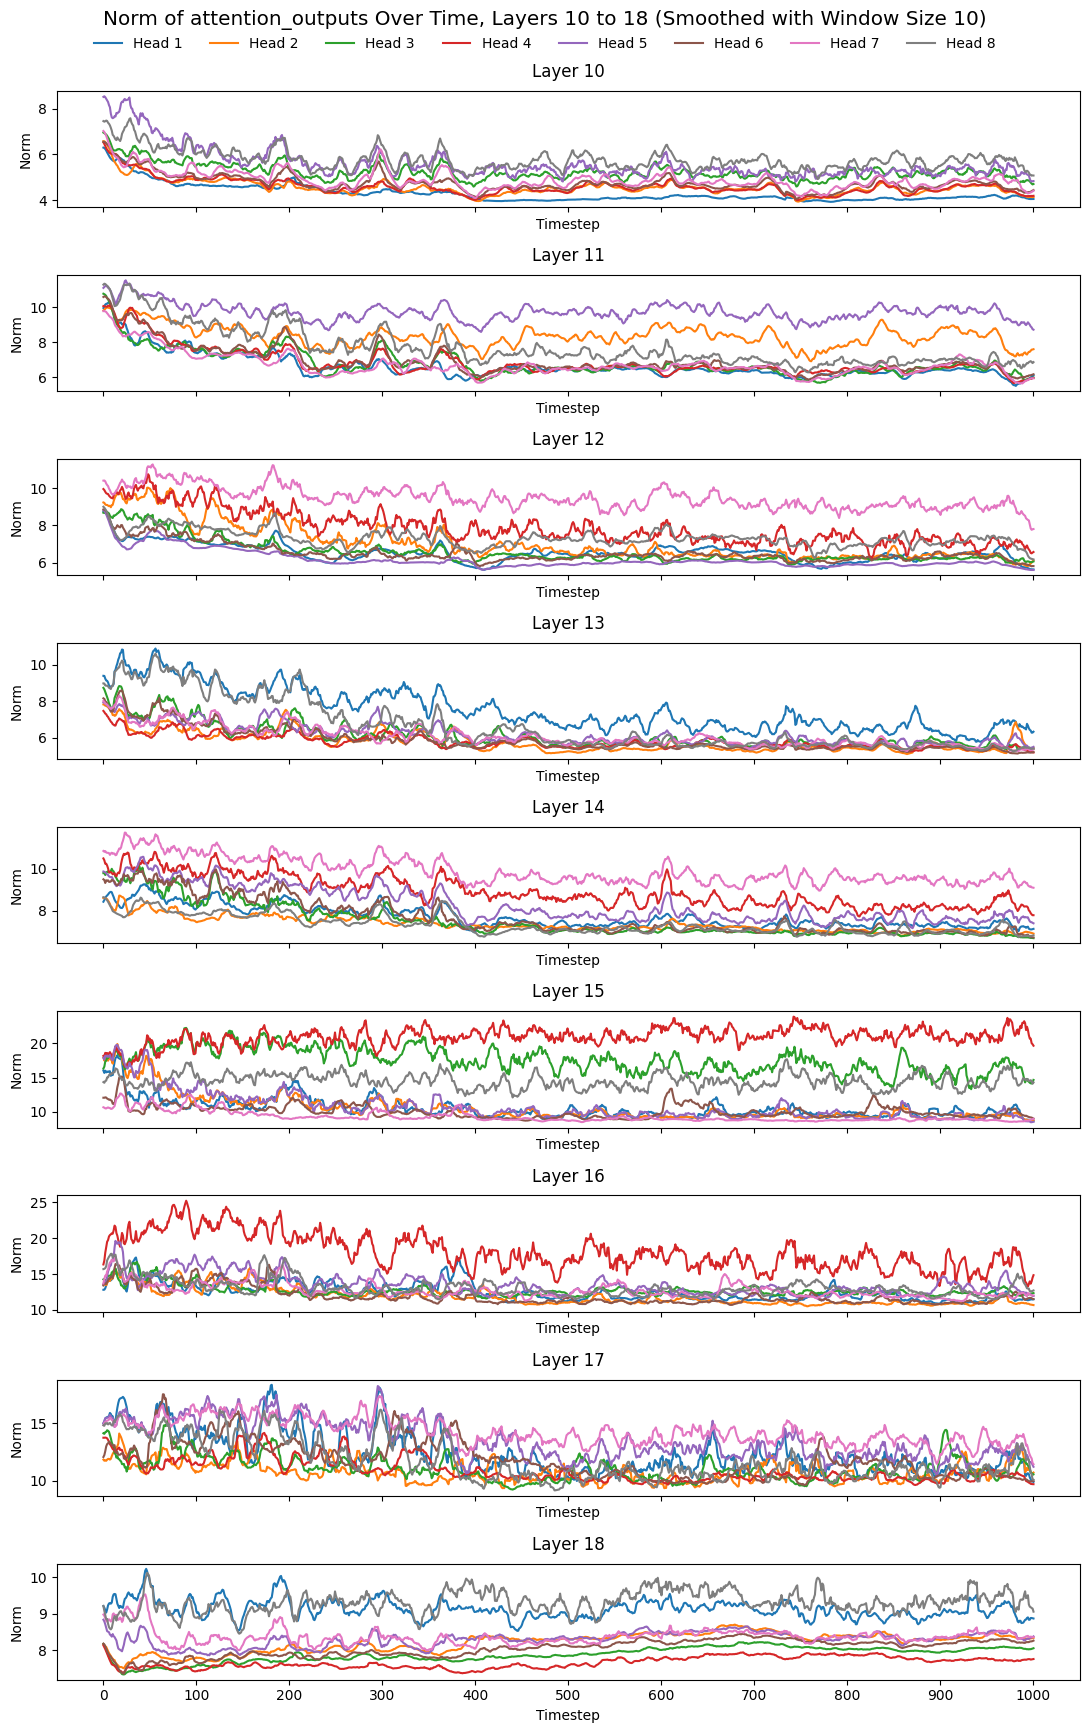 Norm of attention_outputs Over Time, Layers 10 to 18 (Smoothed with Window Size 10)
Head 1 Head 2 Head 3 Head 4 Head 5 Head 6 Head 7 Head 8
Layer 10
8
6
4
Norm
Timestep
Layer 11
10
8
6
Norm
Timestep
Layer 12
10
8
6
Norm
Timestep
Layer 13
10
8
6
Norm
Timestep
Layer 14
10
8
Norm
Timestep
Layer 15
20
15
10
Norm
Timestep
Layer 16
25
20
15
10
Norm
Timestep
Layer 17
15
10
Norm
Timestep
Layer 18
10
9
8
Norm
0 100 200 300 400 500 600 700 800 900 1000
Timestep